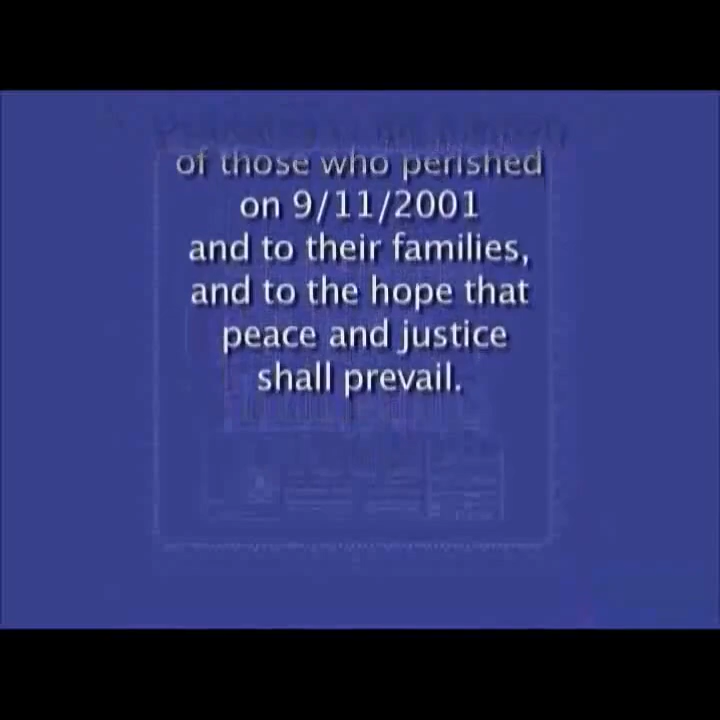 of those who perished
on 9/11/2001
and to their families,
and to the hope that
peace and justice
shall prevail.